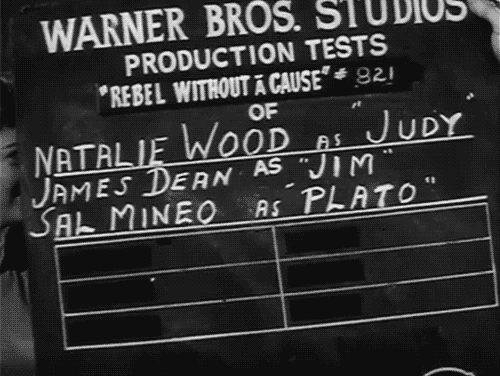 WARNER BROS. STUDIOS
PRODUCTION TESTS
"REBEL WITHOUT A CAUSE" # 821
OF
NATALIE WOOD AS "JUDY"
JAMES DEAN AS "JIM"
SAL MINEO AS "PLATO"